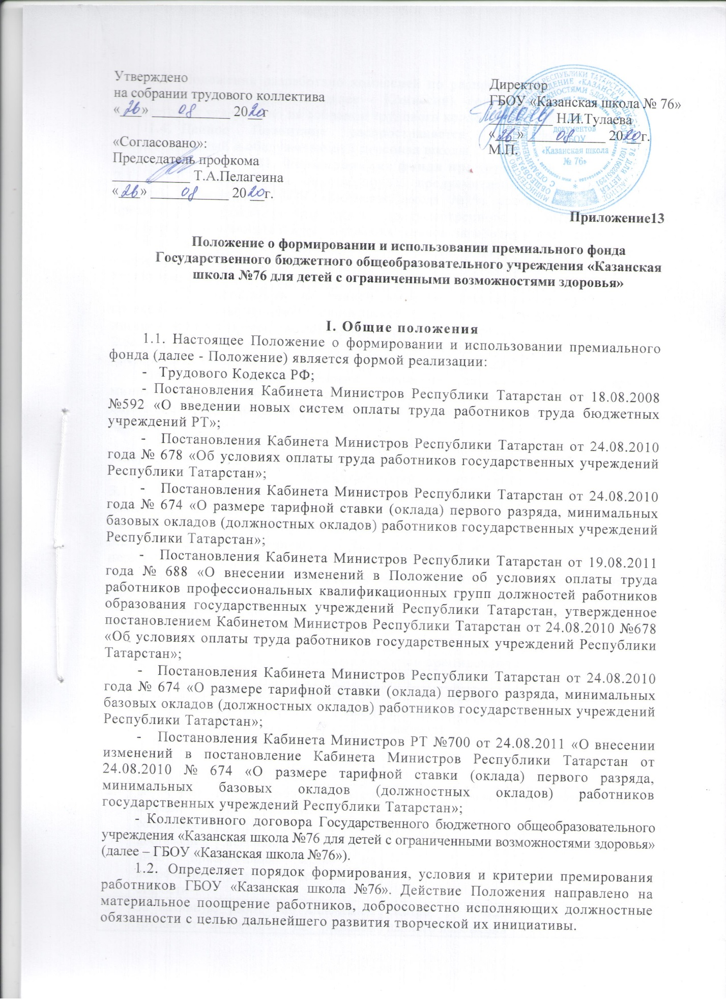 Утверждено
на собрании трудового коллектива
« 26 » ___________ 08 2020г
«Согласовано»:
Председатель профкома
___________ Т.А.Пелагеина
« 26 » ___________ 08 2020г.
Директор
ГБОУ «Казанская школа № 76»
_________ Н.И.Тулаева
« 26 » ___________ 08 2020г.
М.П.
Для
документов
ГБОУ
«Казанская школа
№ 76»
Приложение13
Положение о формировании и использовании премиального фонда
Государственного бюджетного общеобразовательного учреждения «Казанская
школа №76 для детей с ограниченными возможностями здоровья»
I. Общие положения
1.1. Настоящее Положение о формировании и использовании премиального
фонда (далее - Положение) является формой реализации:
- Трудового Кодекса РФ;
- Постановления Кабинета Министров Республики Татарстан от 18.08.2008
№592 «О введении новых систем оплаты труда работников труда бюджетных
учреждений РТ»;
- Постановления Кабинета Министров Республики Татарстан от 24.08.2010
года № 678 «Об условиях оплаты труда работников государственных учреждений
Республики Татарстан»;
- Постановления Кабинета Министров Республики Татарстан от 24.08.2010
года № 674 «О размере тарифной ставки (оклада) первого разряда, минимальных
базовых окладов (должностных окладов) работников государственных учреждений
Республики Татарстан»;
- Постановления Кабинета Министров Республики Татарстан от 19.08.2011
года № 688 «О внесении изменений в Положение об условиях оплаты труда
работников профессиональных квалификационных групп должностей работников
образования государственных учреждений Республики Татарстан, утвержденное
постановлением Кабинетом Министров Республики Татарстан от 24.08.2010 №678
«Об условиях оплаты труда работников государственных учреждений Республики
Татарстан»;
- Постановления Кабинета Министров Республики Татарстан от 24.08.2010
года № 674 «О размере тарифной ставки (оклада) первого разряда, минимальных
базовых окладов (должностных окладов) работников государственных учреждений
Республики Татарстан»;
- Постановления Кабинета Министров РТ №700 от 24.08.2011 «О внесении
изменений в постановление Кабинета Министров Республики Татарстан от
24.08.2010 № 674 «О размере тарифной ставки (оклада) первого разряда,
минимальных базовых окладов (должностных окладов) работников
государственных учреждений Республики Татарстан»;
- Коллективного договора Государственного бюджетного общеобразовательного
учреждения «Казанская школа №76 для детей с ограниченными возможностями здоровья»
(далее – ГБОУ «Казанская школа №76»).
1.2. Определяет порядок формирования, условия и критерии премирования
работников ГБОУ «Казанская школа №76». Действие Положения направлено на
материальное поощрение работников, добросовестно исполняющих должностные
обязанности с целью дальнейшего развития творческой их инициативы.